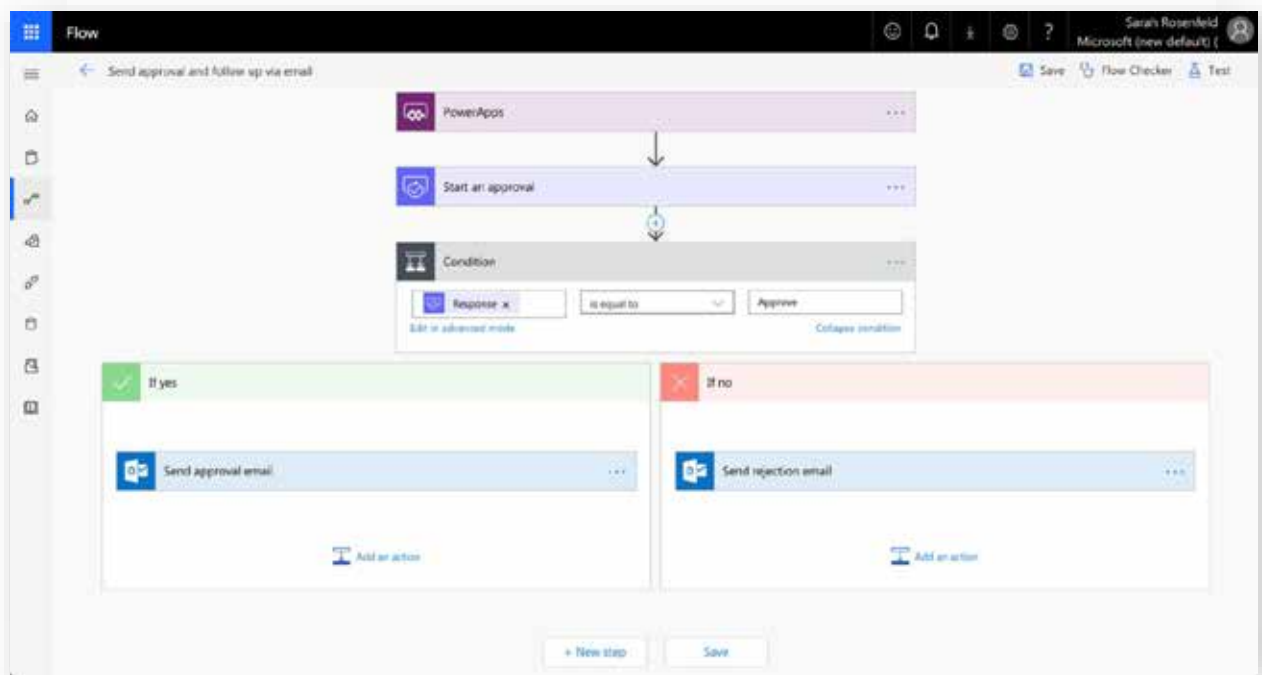 Flow
?
Sarah Rosenfeld
Microsoft (new default) (
Send approval and follow up via email
Save
Flow Checker
Test
PowerApps
Start an approval
Condition
Response x
is equal to
Approve
Edit in advanced mode
Collapse condition
If yes
If no
Send approval email
Send rejection email
Add an action
Add an action
+ New step
Save